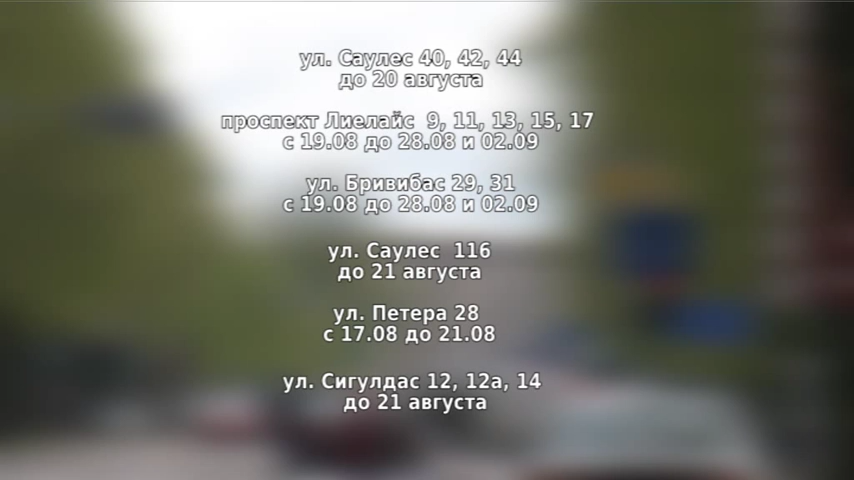 ул. Саулес 40, 42, 44
до 20 августа
проспект Лиелайс 9, 11, 13, 15, 17
с 19.08 до 28.08 и 02.09
ул. Бривибас 29, 31
с 19.08 до 28.08 и 02.09
ул. Саулес 116
до 21 августа
ул. Петера 28
с 17.08 до 21.08
ул. Сигулдас 12, 12а, 14
до 21 августа